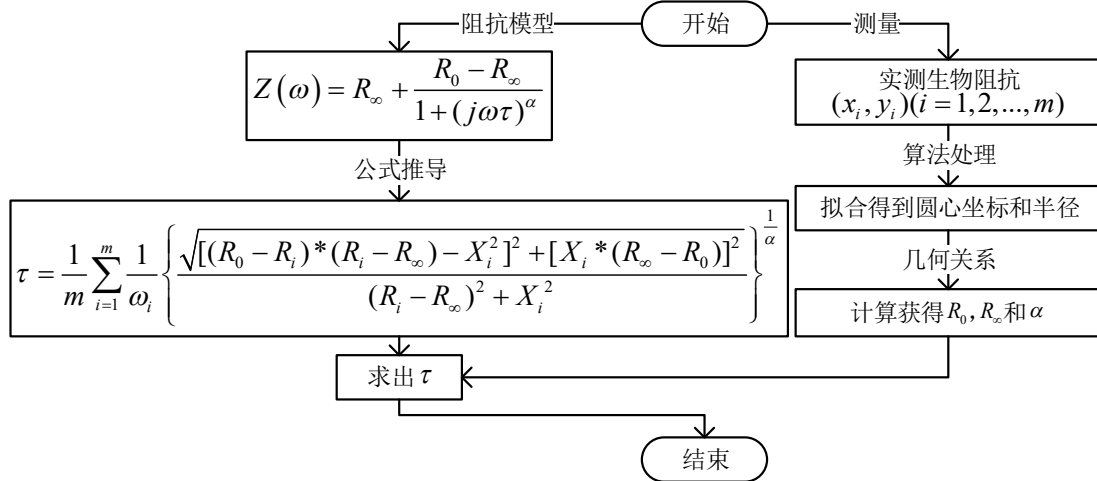 开始
阻抗模型
测量
Z(ω) = R∞ + (R₀ − R∞) / (1 + (jωτ)^α)
实测生物阻抗
(xᵢ, yᵢ)(i = 1,2,...,m)
公式推导
算法处理
τ = (1/m) ∑_{i=1}^{m} (1/ωᵢ) { √([(R₀ − Rᵢ)*(Rᵢ − R∞) − Xᵢ²]² + [Xᵢ*(R∞ − R₀)]²) / ((Rᵢ − R∞)² + Xᵢ²) }^{1/α}
拟合得到圆心坐标和半径
几何关系
计算获得R₀,R∞和α
求出τ
结束